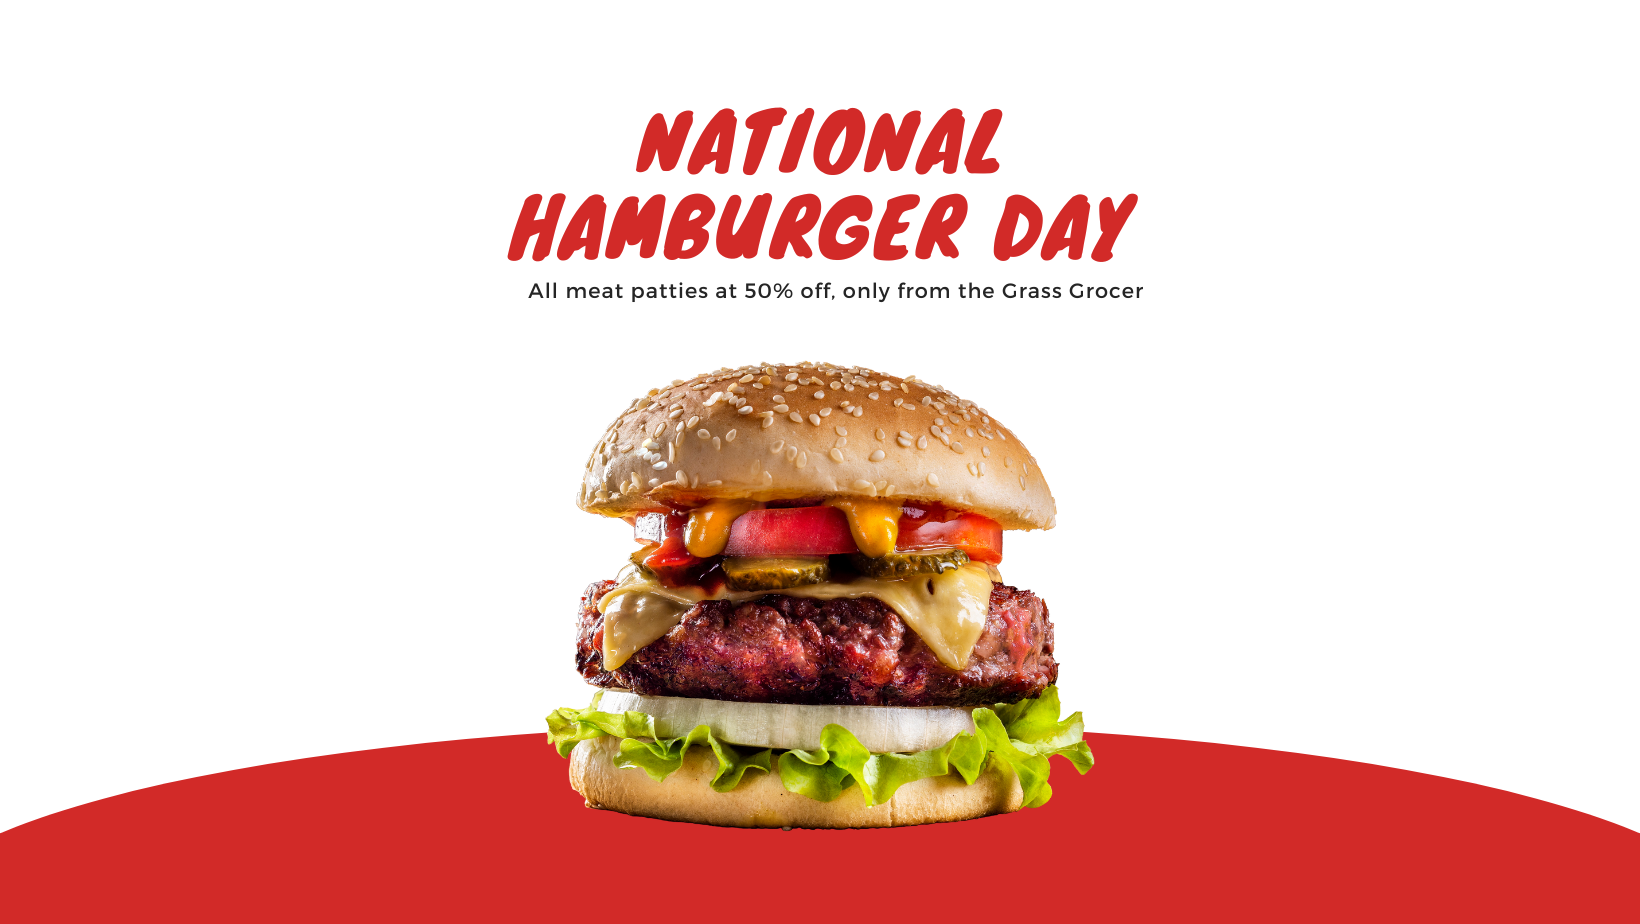 NATIONAL
HAMBURGER DAY
All meat patties at 50% off, only from the Grass Grocer